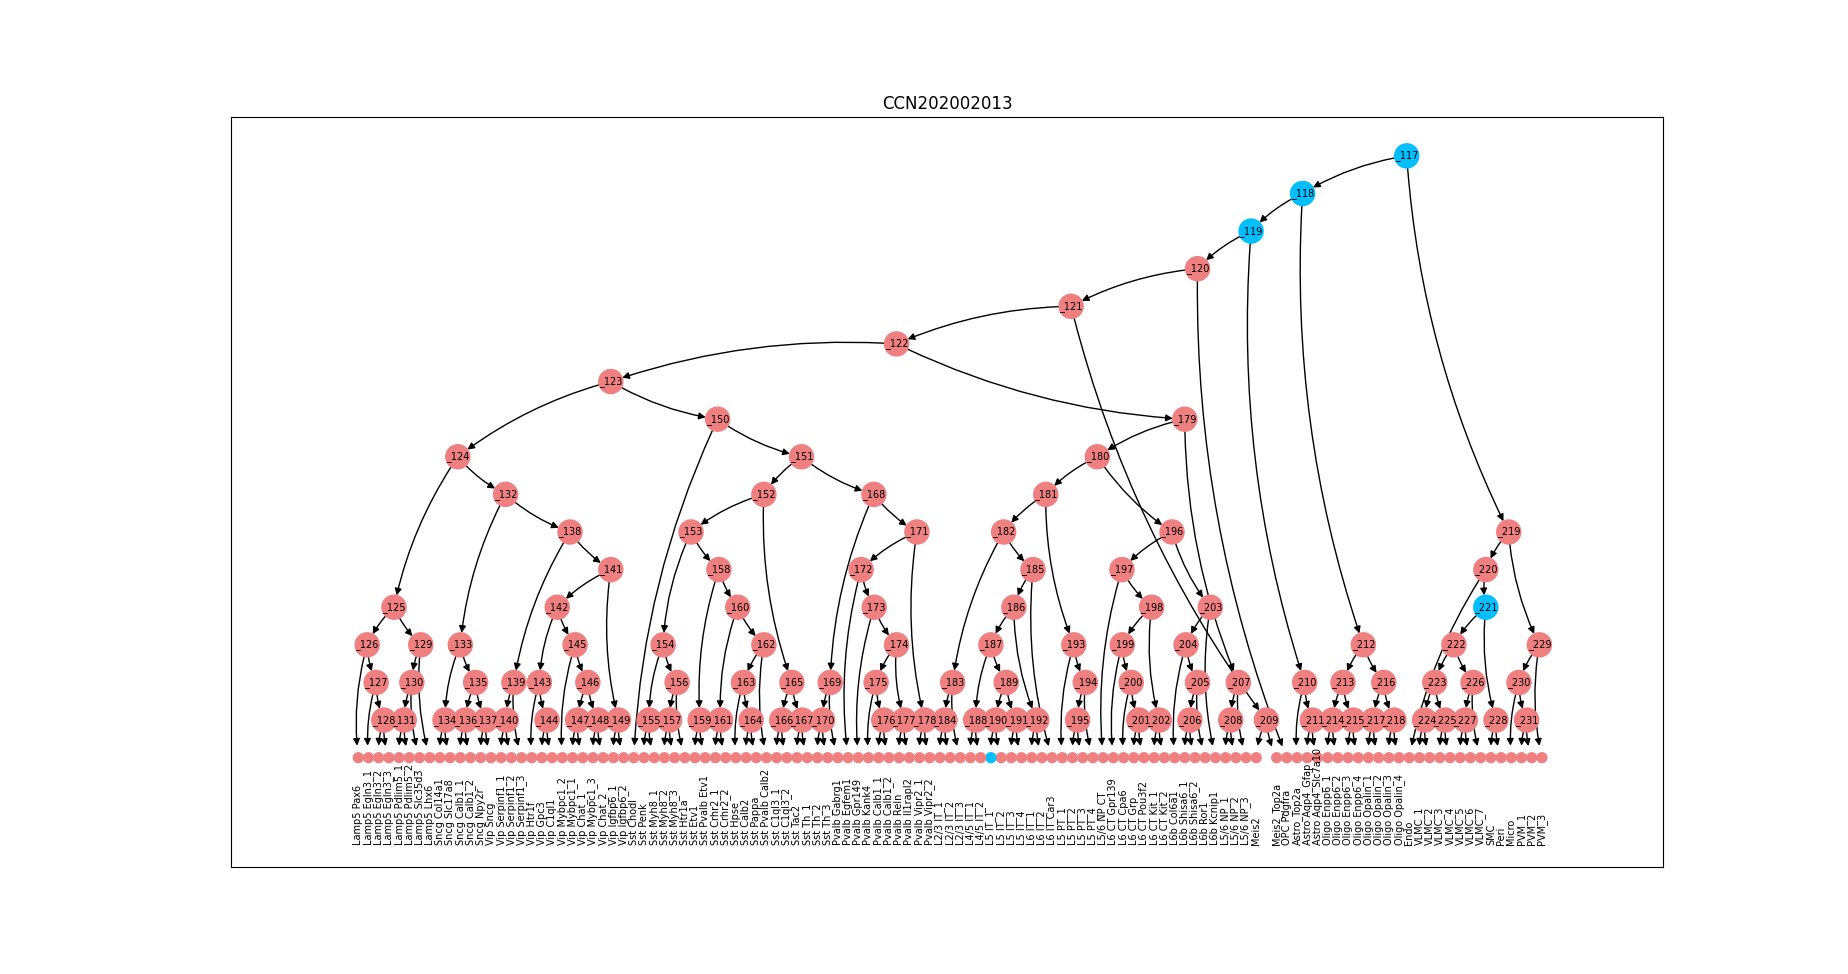 CCN202002013
_117
_118
_119
_120
_121
_122
_123
_150
_179
_124
_151
_180
_132
_152
_168
_181
_138
_153
_171
_182
_196
_219
_141
_158
_172
_185
_197
_220
_125
_142
_160
_173
_186
_198
_203
_221
_126
_129
_133
_145
_154
_162
_174
_187
_193
_199
_204
_212
_222
_229
_127
_130
_135
_139
_143
_146
_156
_163
_165
_169
_175
_183
_189
_194
_200
_205
_207
_210
_213
_216
_223
_226
_230
_128
_131
_134
_136
_137
_140
_144
_147
_148
_149
_155
_157
_159
_161
_164
_166
_167
_170
_176
_177
_178
_184
_188
_190
_191
_192
_195
_201
_202
_206
_208
_209
_211
_214
_215
_217
_218
_224
_225
_227
_228
_231
Lamp5 Pax6
Lamp5 Egln3_1
Lamp5 Egln3_2
Lamp5 Egln3_3
Lamp5 Pdlim5_1
Lamp5 Pdlim5_2
Lamp5 Slc35d3
Lamp5 Lhx6
Sncg Col14a1
Sncg Slc17a8
Sncg Calb1_1
Sncg Calb1_2
Sncg Npy2r
Vip Sncg
Vip Serpinf1_1
Vip Serpinf1_2
Vip Serpinf1_3
Vip Htr1f
Vip Gpc3
Vip C1ql1
Vip Mybpc1_2
Vip Mybpc1_1
Vip Chat_1
Vip Mybpc1_3
Vip Chat_2
Vip Igfbp6_1
Vip Igfbp6_2
Sst Chodl
Sst Penk
Sst Myh8_1
Sst Myh8_2
Sst Myh8_3
Sst Htr1a
Sst Etv1
Sst Pvalb Etv1
Sst Crhr2_1
Sst Crhr2_2
Sst Hpse
Sst Calb2
Sst Pappa
Sst Pvalb Calb2
Sst C1ql3_1
Sst C1ql3_2
Sst Tac2
Sst Th_1
Sst Th_2
Sst Th_3
Pvalb Gabrg1
Pvalb Egfem1
Pvalb Gpr149
Pvalb Kank4
Pvalb Calb1_1
Pvalb Calb1_2
Pvalb Reln
Pvalb Il1rapl2
Pvalb Vipr2_1
Pvalb Vipr2_2
L2/3 IT_1
L2/3 IT_2
L2/3 IT_3
L4/5 IT_1
L4/5 IT_2
L5 IT_1
L5 IT_2
L5 IT_3
L5 IT_4
L6 IT_1
L6 IT_2
L6 IT Car3
L5 PT_1
L5 PT_2
L5 PT_3
L5 PT_4
L5/6 NP CT
L6 CT Gpr139
L6 CT Cpa6
L6 CT Grp
L6 CT Pou3f2
L6 CT Kit_1
L6 CT Kit_2
L6b Col6a1
L6b Shisa6_1
L6b Shisa6_2
L6b Ror1
L6b Kcnip1
L5/6 NP_1
L5/6 NP_2
L5/6 NP_3
Meis2
Meis2_Top2a
OPC Pdgfra
Astro Top2a
Astro Aqp4_Gfap
Astro Aqp4_Slc7a10
Oligo Enpp6_1
Oligo Enpp6_2
Oligo Enpp6_3
Oligo Enpp6_4
Oligo Opalin_1
Oligo Opalin_2
Oligo Opalin_3
Oligo Opalin_4
Endo
VLMC_1
VLMC_2
VLMC_3
VLMC_4
VLMC_5
VLMC_6
VLMC_7
SMC
Peri
Micro
PVM_1
PVM_2
PVM_3